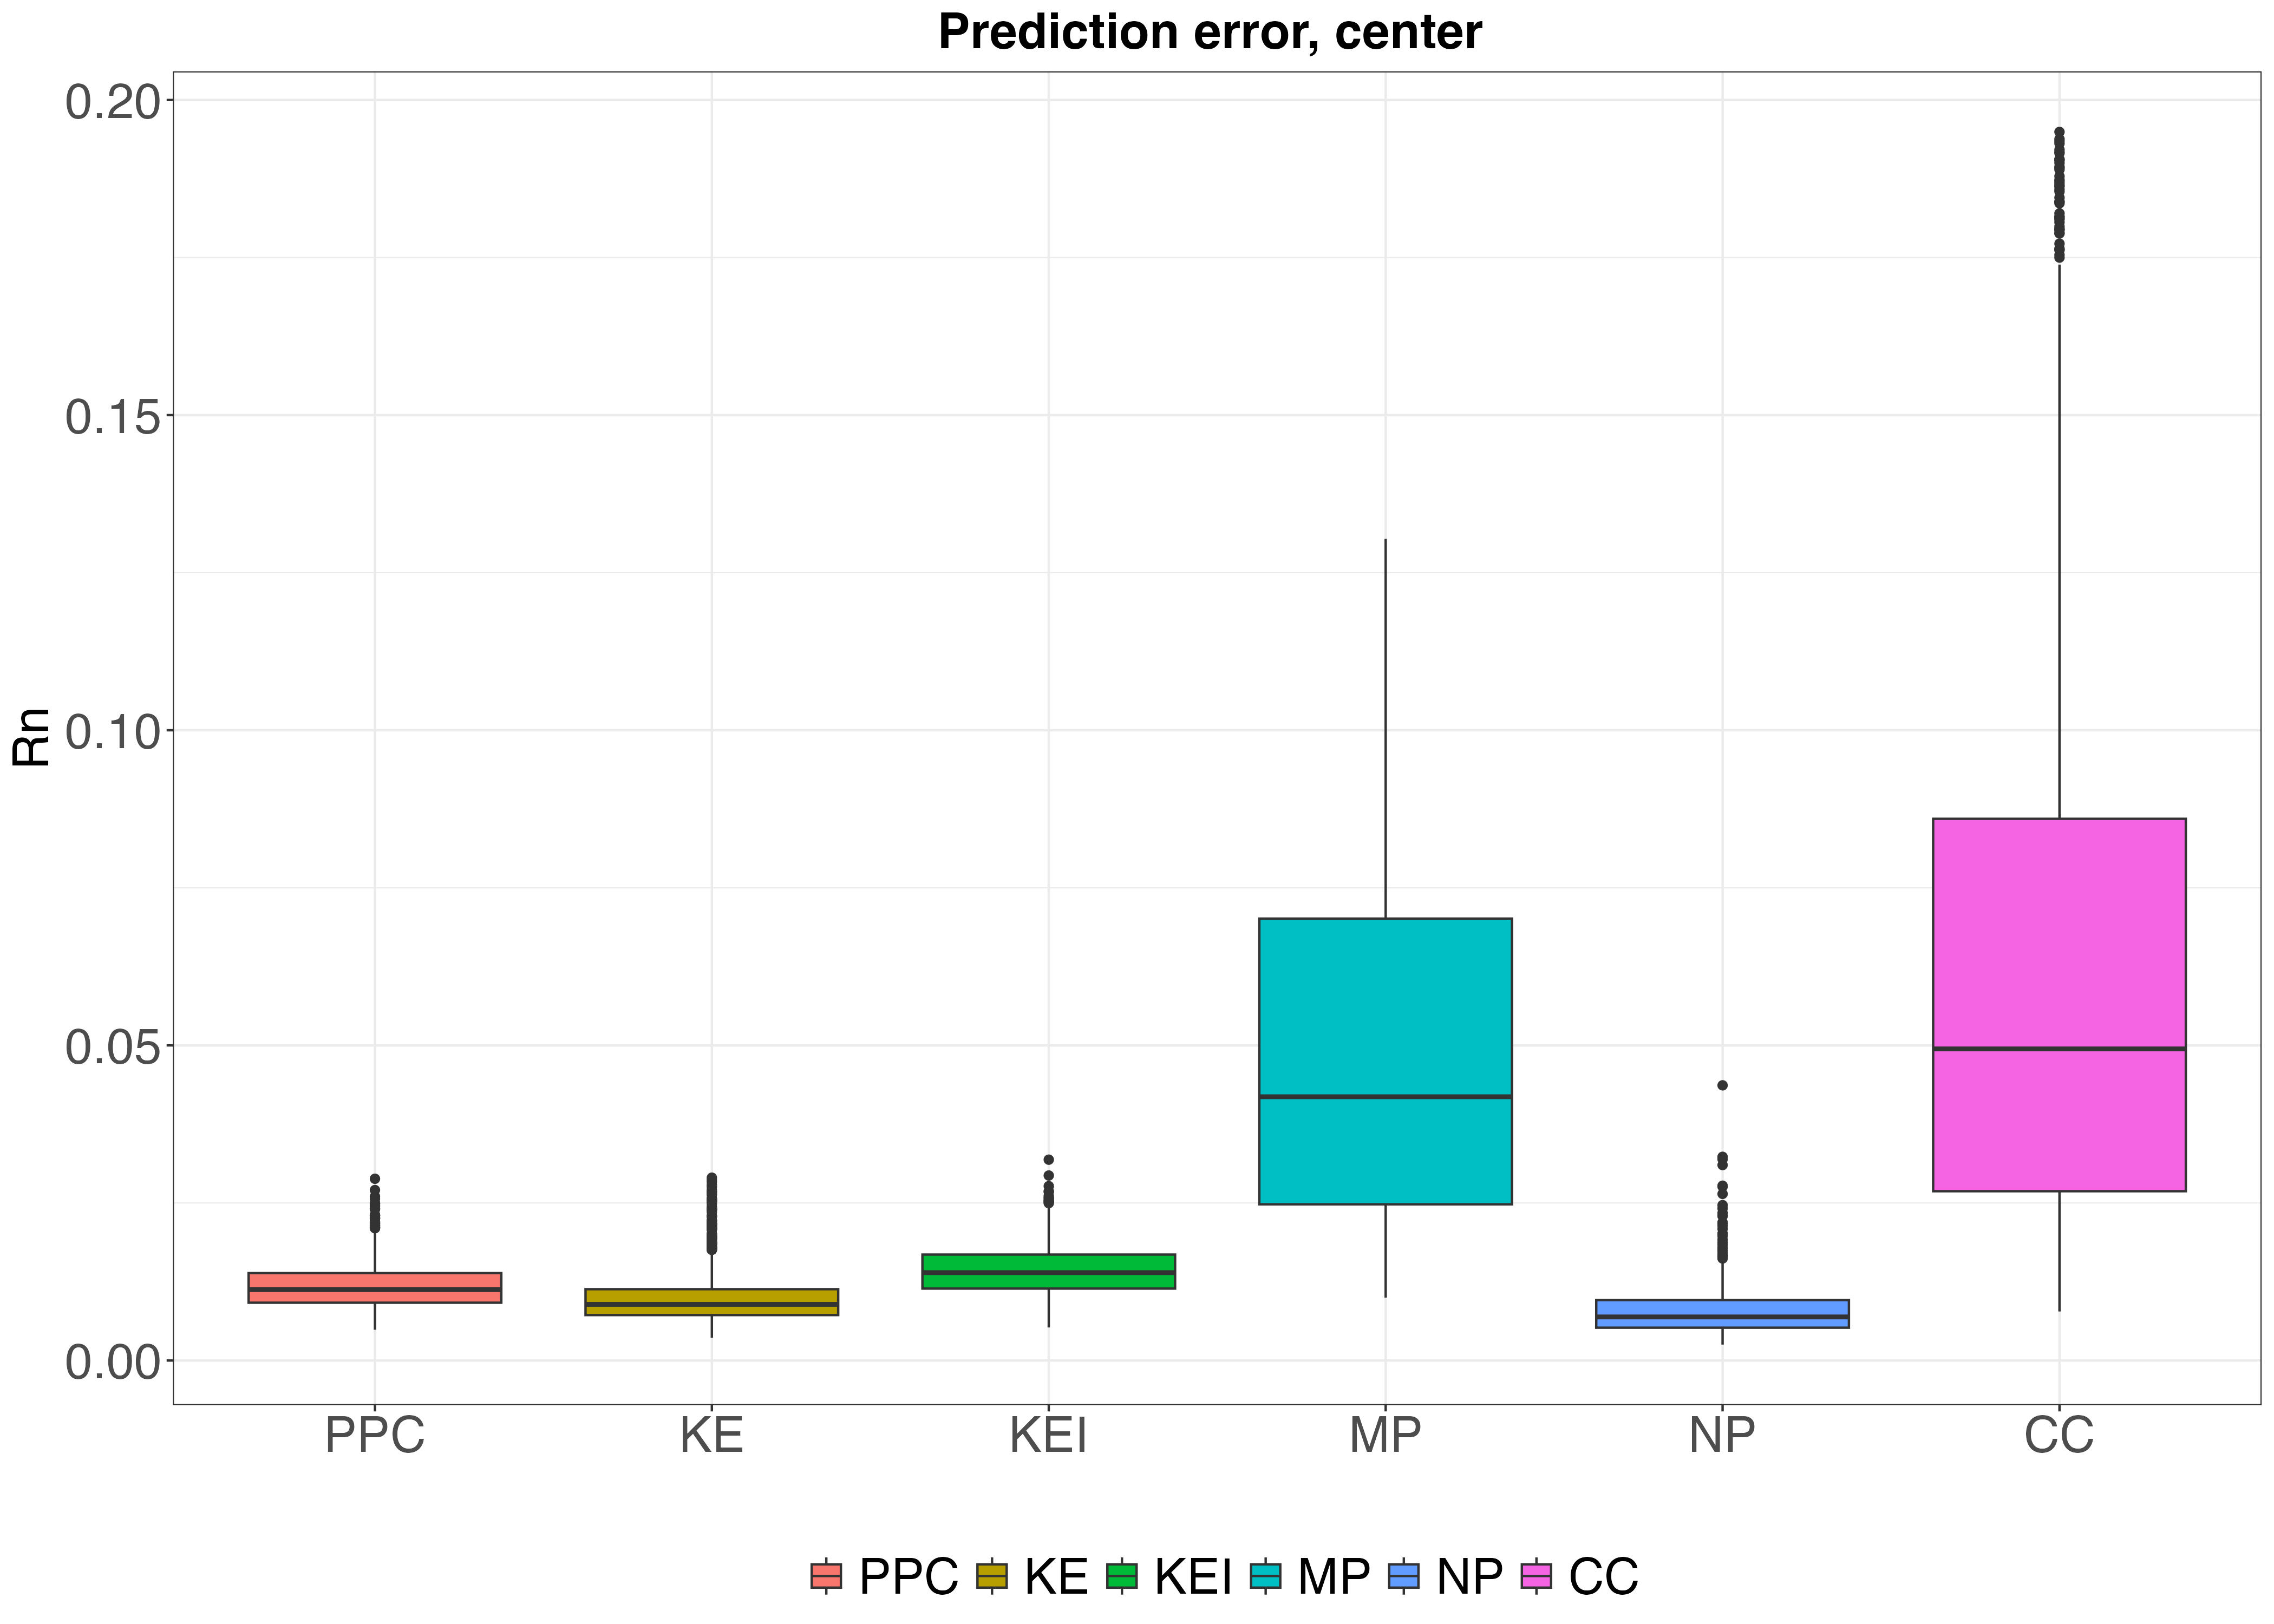 Prediction error, center
Rn
0.20
0.15
0.10
0.05
0.00
PPC KE KEI MP NP CC
PPC KE KEI MP NP CC